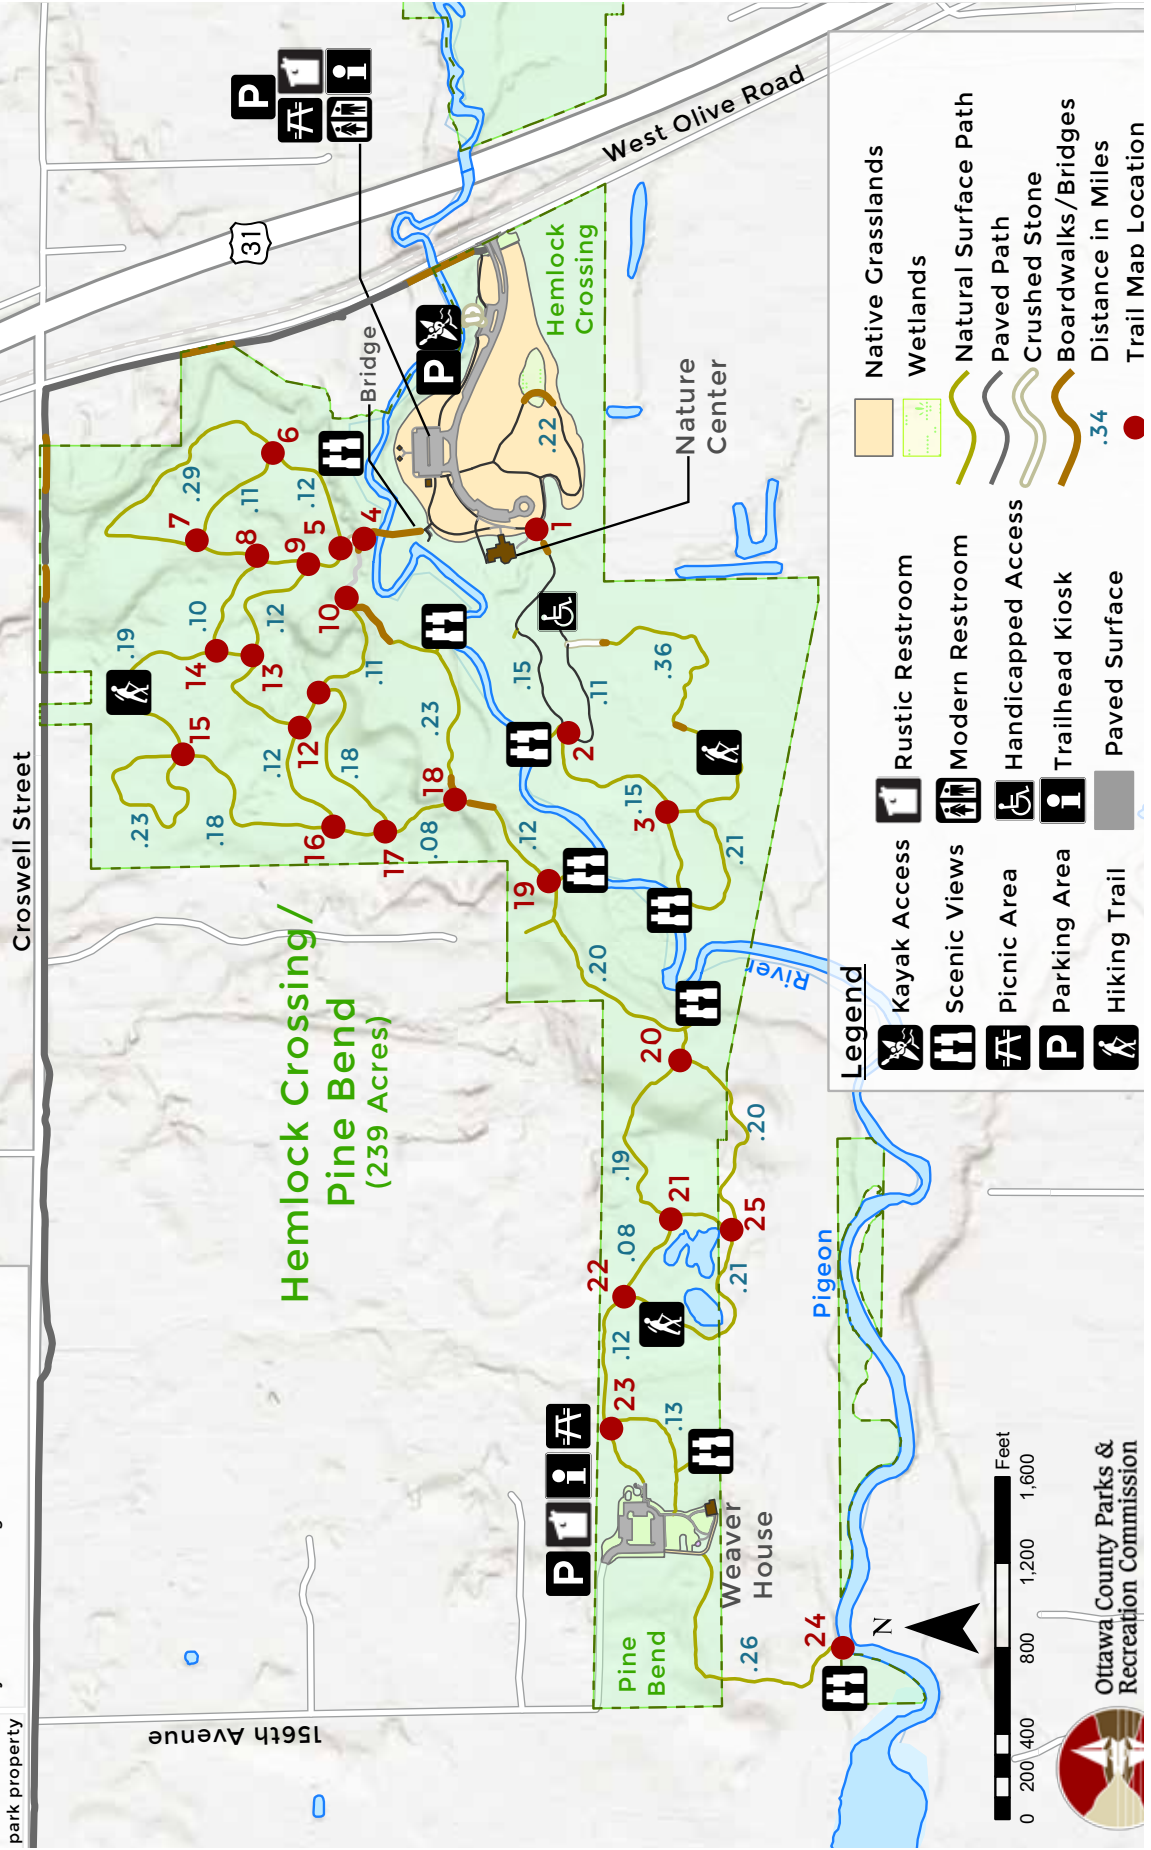 park property
Croswell Street
156th Avenue
31
West Olive Road
Hemlock Crossing/
Pine Bend
(239 Acres)
Hemlock
Crossing
Bridge
Nature
Center
Pine
Bend
Weaver
House
Pigeon
River
P
P
P
1
2
3
4
5
6
7
8
9
10
12
13
14
15
16
17
18
19
20
21
22
23
24
25
.29
.11
.12
.10
.12
.19
.11
.12
.18
.23
.18
.23
.08
.12
.22
.15
.11
.36
.15
.21
.20
.19
.20
.08
.21
.12
.13
.26
Legend
Kayak Access
Scenic Views
Picnic Area
P
Parking Area
Hiking Trail
Rustic Restroom
Modern Restroom
Handicapped Access
Trailhead Kiosk
Paved Surface
Native Grasslands
Wetlands
Natural Surface Path
Paved Path
Crushed Stone
Boardwalks/Bridges
.34
Distance in Miles
Trail Map Location
N
Feet
0 200 400 800 1,200 1,600
Ottawa County Parks &
Recreation Commission